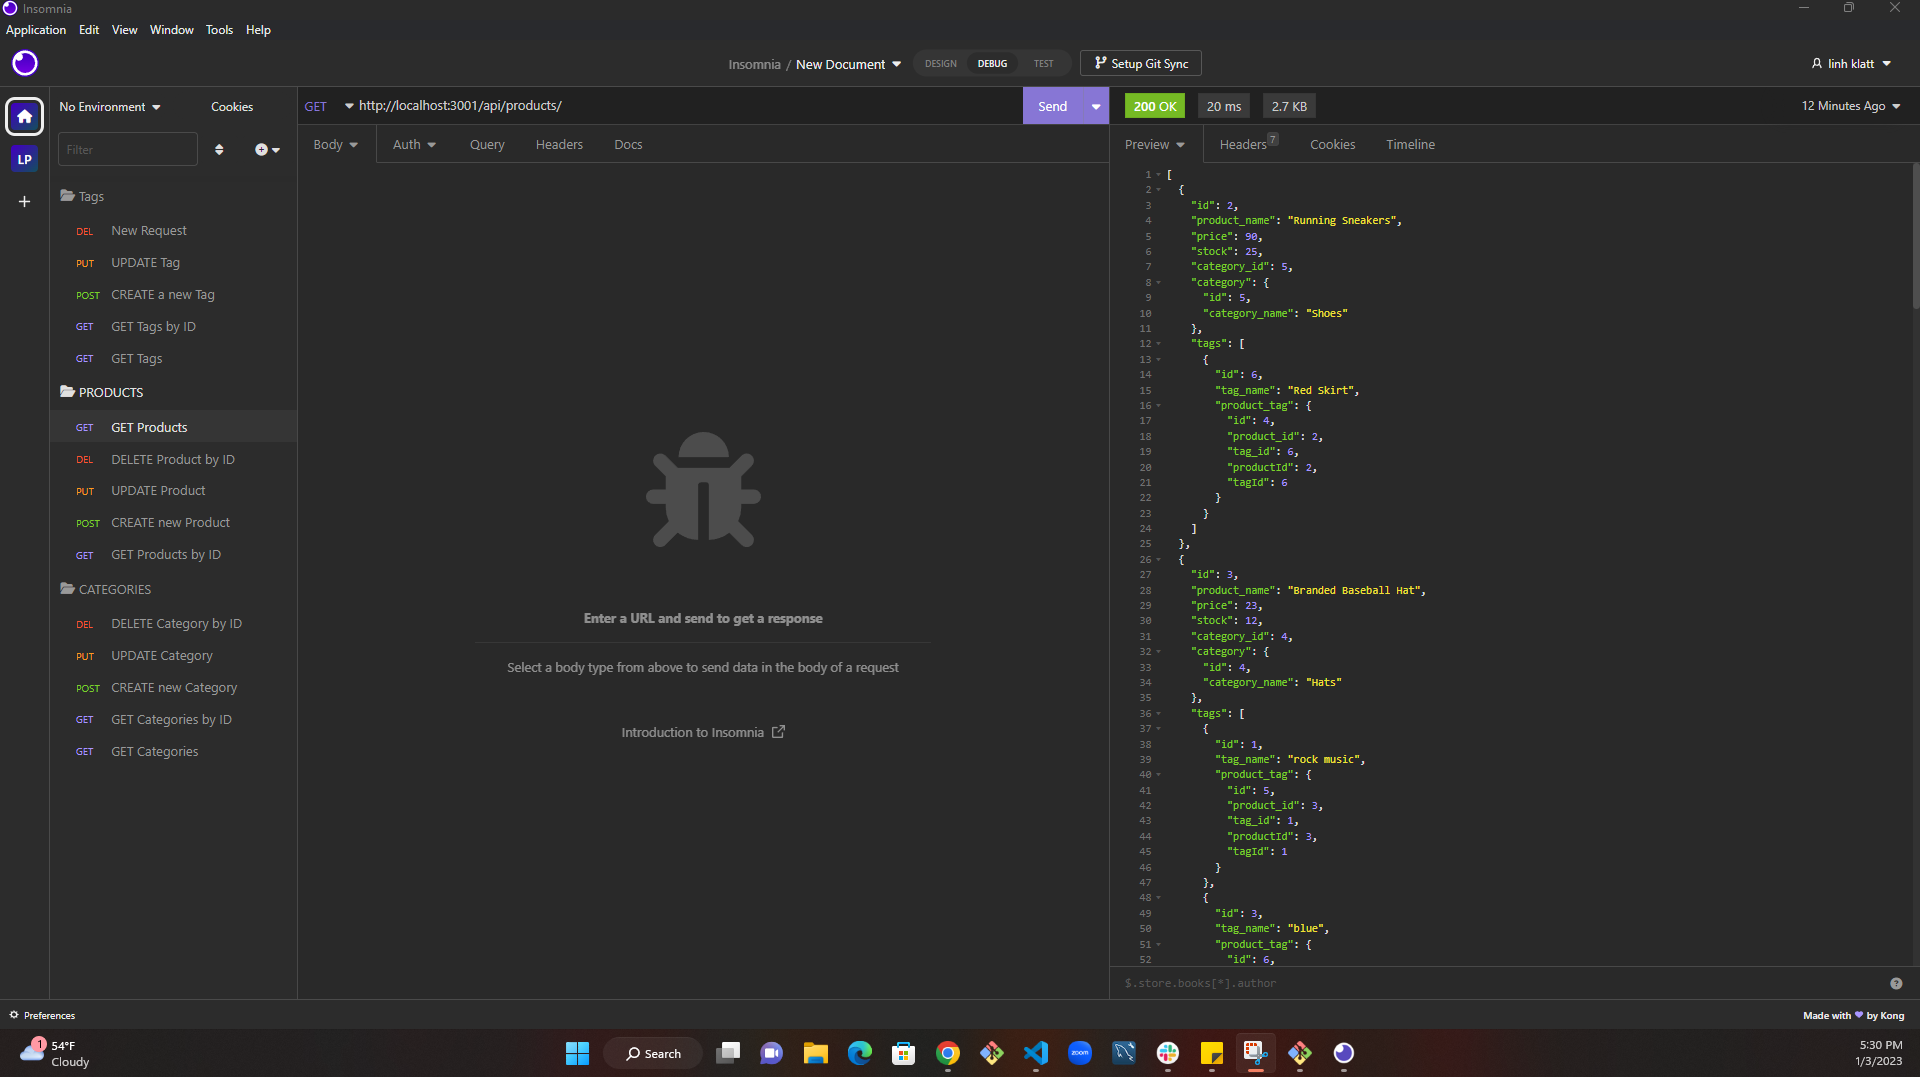 Insomnia
Application Edit View Window Tools Help
Insomnia / New Document DESIGN DEBUG TEST Setup Git Sync linh klatt
No Environment Cookies
GET http://localhost:3001/api/products/ Send
200 OK 20 ms 2.7 KB 12 Minutes Ago
LP
Filter
Tags
DEL New Request
PUT UPDATE Tag
POST CREATE a new Tag
GET GET Tags by ID
GET GET Tags
PRODUCTS
GET GET Products
DEL DELETE Product by ID
PUT UPDATE Product
POST CREATE new Product
GET GET Products by ID
CATEGORIES
DEL DELETE Category by ID
PUT UPDATE Category
POST CREATE new Category
GET GET Categories by ID
GET GET Categories
Body Auth Query Headers Docs
Enter a URL and send to get a response
Select a body type from above to send data in the body of a request
Introduction to Insomnia
Preview Headers 7 Cookies Timeline
1 [
2 {
3 "id": 2,
4 "product_name": "Running Sneakers",
5 "price": 90,
6 "stock": 25,
7 "category_id": 5,
8 "category": {
9 "id": 5,
10 "category_name": "Shoes"
11 },
12 "tags": [
13 {
14 "id": 6,
15 "tag_name": "Red Skirt",
16 "product_tag": {
17 "id": 4,
18 "product_id": 2,
19 "tag_id": 6,
20 "productId": 2,
21 "tagId": 6
22 }
23 }
24 ]
25 },
26 {
27 "id": 3,
28 "product_name": "Branded Baseball Hat",
29 "price": 23,
30 "stock": 12,
31 "category_id": 4,
32 "category": {
33 "id": 4,
34 "category_name": "Hats"
35 },
36 "tags": [
37 {
38 "id": 1,
39 "tag_name": "rock music",
40 "product_tag": {
41 "id": 5,
42 "product_id": 3,
43 "tag_id": 1,
44 "productId": 3,
45 "tagId": 1
46 }
47 },
48 {
49 "id": 3,
50 "tag_name": "blue",
51 "product_tag": {
52 "id": 6,
$.store.books[*].author
Preferences
Made with by Kong
1
54°F
Cloudy
Search
zoom
5:30 PM
1/3/2023